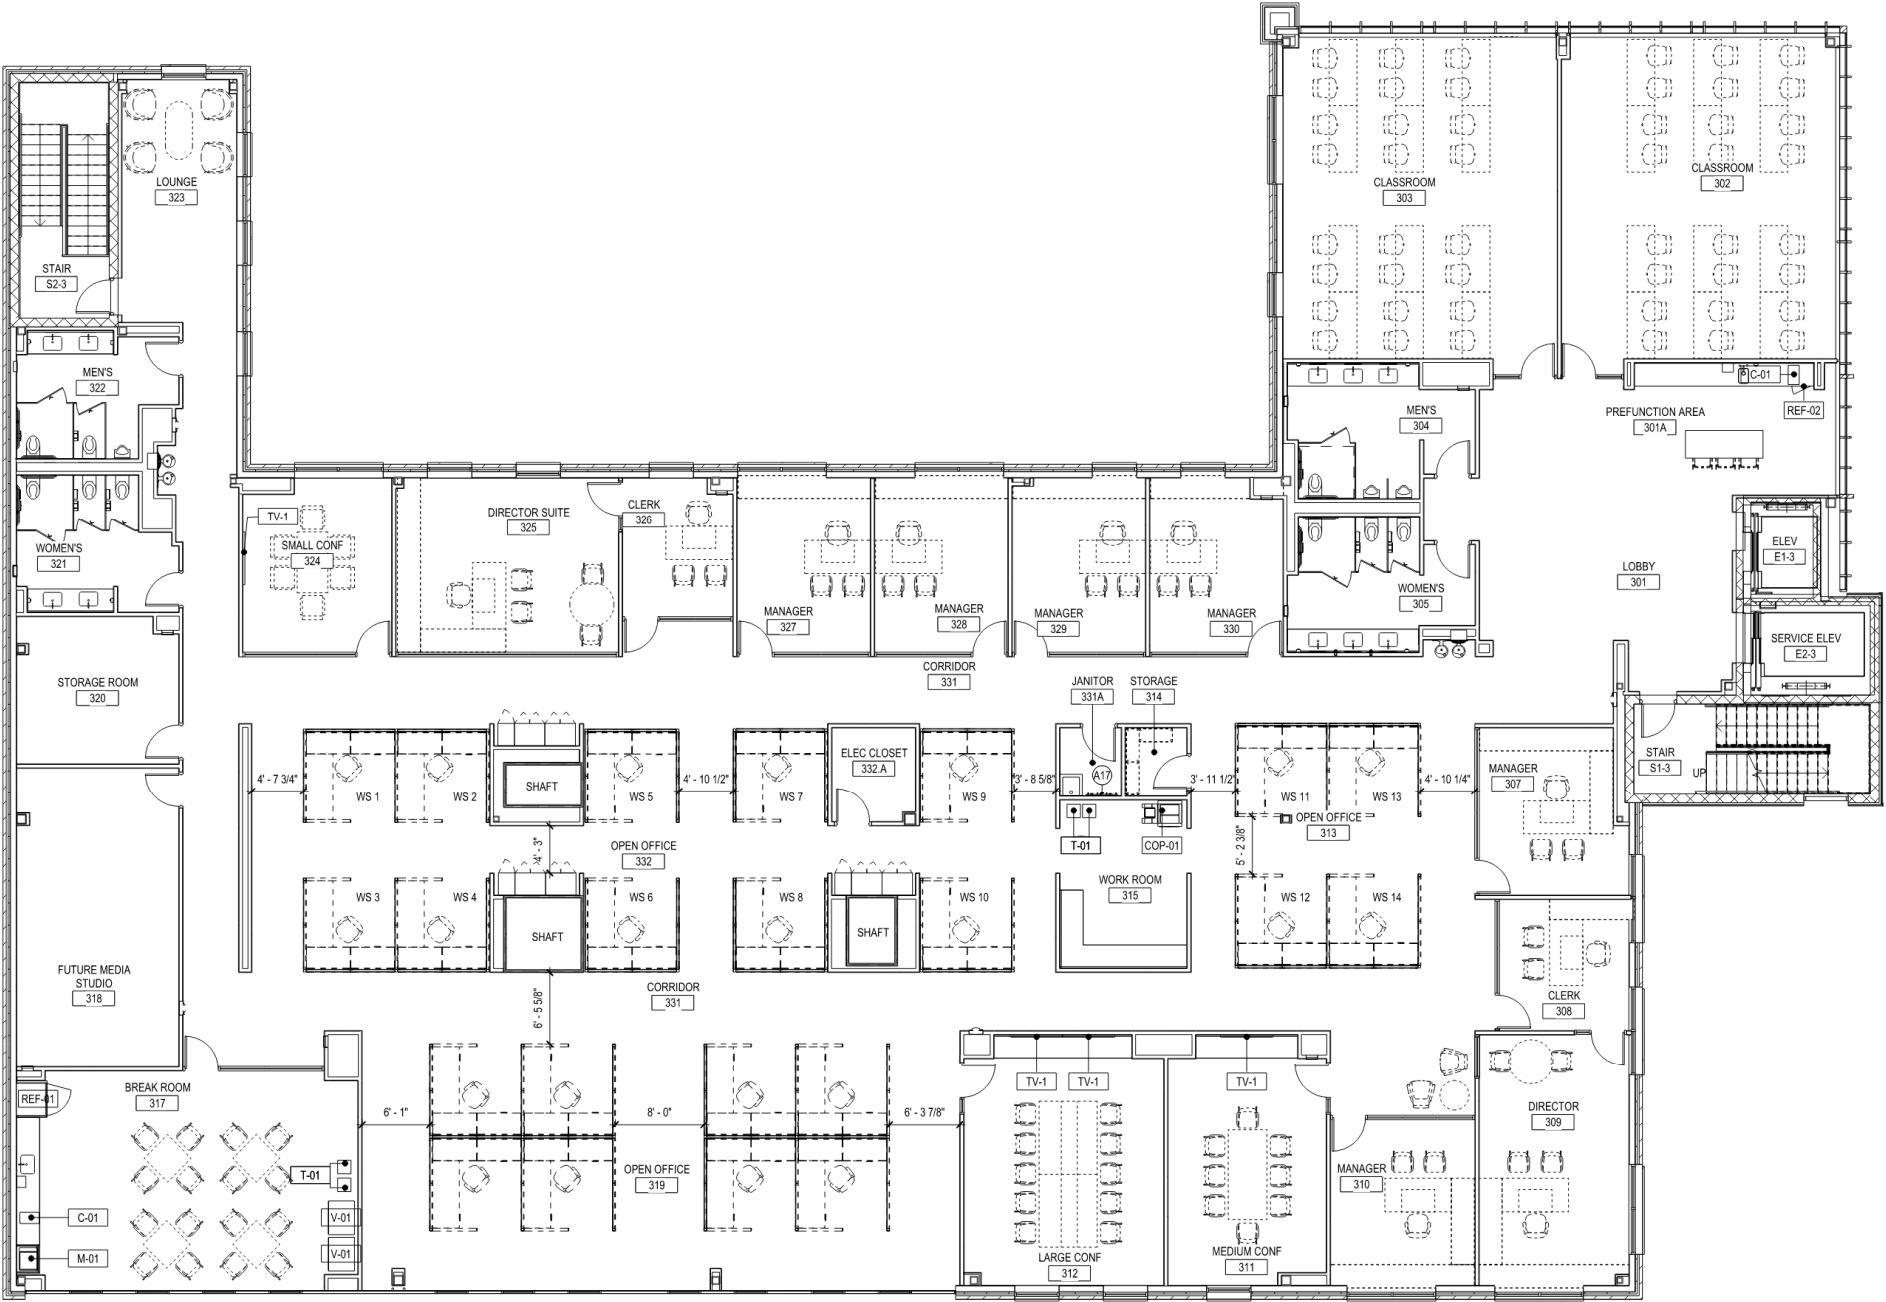 CLASSROOM
303
CLASSROOM
302
LOUNGE
323
STAIR
S2-3
MEN'S
322
C-01
REF-02
PREFUNCTION AREA
301A
MEN'S
304
TV-1
SMALL CONF
324
DIRECTOR SUITE
325
CLERK
326
WOMEN'S
321
ELEV
E1-3
LOBBY
301
WOMEN'S
305
MANAGER
327
MANAGER
328
MANAGER
329
MANAGER
330
SERVICE ELEV
E2-3
STORAGE ROOM
320
CORRIDOR
331
JANITOR
331A
STORAGE
314
STAIR
S1-3
UP
ELEC CLOSET
332.A
A17
MANAGER
307
4' - 7 3/4"
4' - 10 1/2"
3' - 8 5/8"
3' - 11 1/2"
4' - 10 1/4"
SHAFT
WS 1
WS 2
WS 5
WS 7
WS 9
WS 11
WS 13
OPEN OFFICE
313
4' - 3"
OPEN OFFICE
332
T-01
COP-01
5' - 2 3/8"
WORK ROOM
315
WS 3
WS 4
WS 6
WS 8
WS 10
WS 12
WS 14
SHAFT
SHAFT
FUTURE MEDIA
STUDIO
318
CORRIDOR
331
6' - 5 5/8"
CLERK
308
TV-1
TV-1
TV-1
REF-01
BREAK ROOM
317
6' - 1"
8' - 0"
6' - 3 7/8"
DIRECTOR
309
T-01
OPEN OFFICE
319
MANAGER
310
C-01
V-01
M-01
V-01
LARGE CONF
312
MEDIUM CONF
311